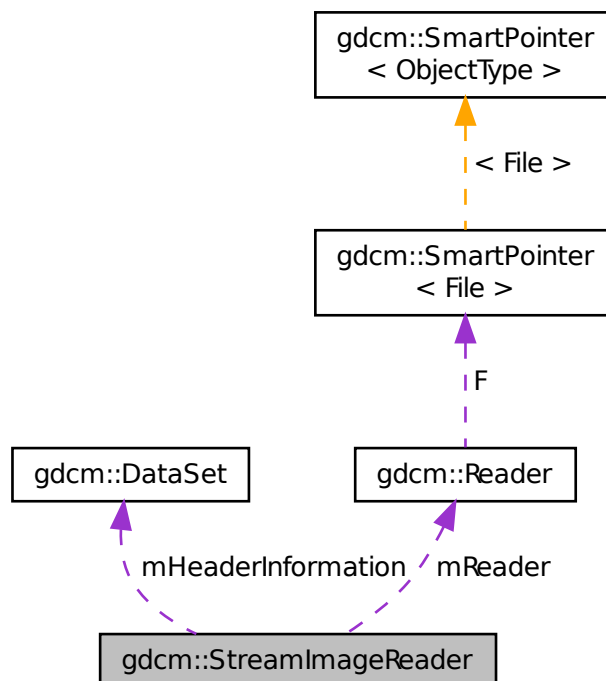 gdcm::SmartPointer
< ObjectType >
< File >
gdcm::SmartPointer
< File >
F
gdcm::DataSet
gdcm::Reader
mHeaderInformation
mReader
gdcm::StreamImageReader